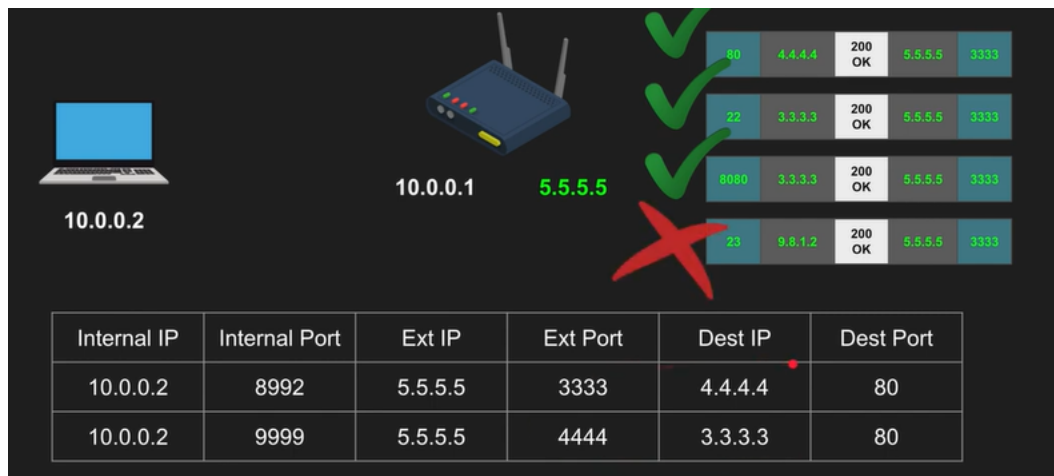 80 4.4.4.4 200 OK 5.5.5.5 3333
22 3.3.3.3 200 OK 5.5.5.5 3333
8080 3.3.3.3 200 OK 5.5.5.5 3333
23 9.8.1.2 200 OK 5.5.5.5 3333
10.0.0.2
10.0.0.1 5.5.5.5
Internal IP Internal Port Ext IP Ext Port Dest IP Dest Port
10.0.0.2 8992 5.5.5.5 3333 4.4.4.4 80
10.0.0.2 9999 5.5.5.5 4444 3.3.3.3 80